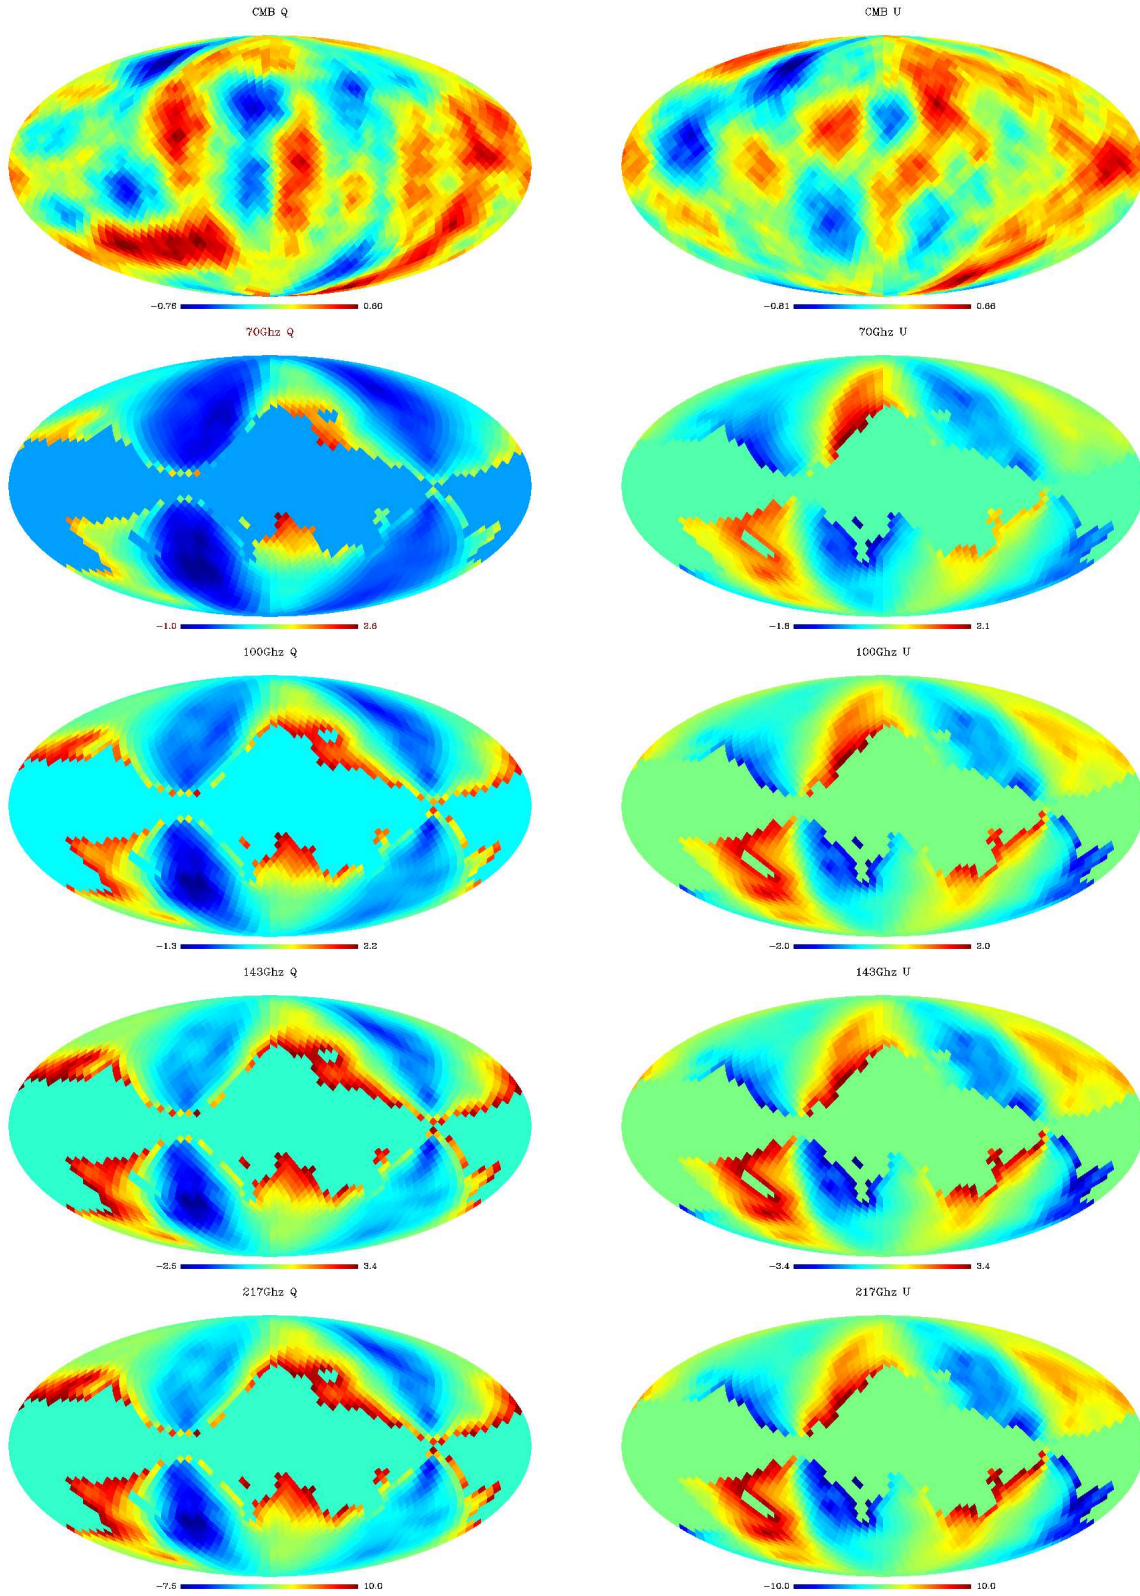 CMB Q
CMB U
-0.76 0.60
-0.81 0.66
70Ghz Q
70Ghz U
-1.0 2.6
-1.8 2.1
100Ghz Q
100Ghz U
-1.3 2.2
-2.0 2.0
143Ghz Q
143Ghz U
-2.5 3.4
-3.4 3.4
217Ghz Q
217Ghz U
-7.5 10.0
-10.0 10.0